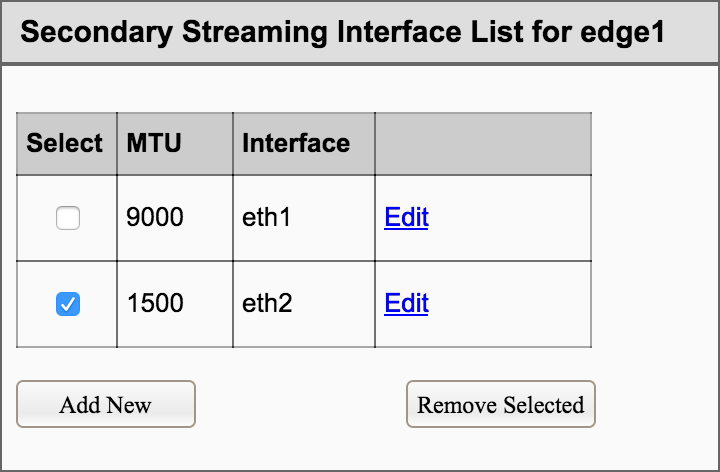 Secondary Streaming Interface List for edge1
Select MTU Interface
9000 eth1 Edit
1500 eth2 Edit
Add New Remove Selected